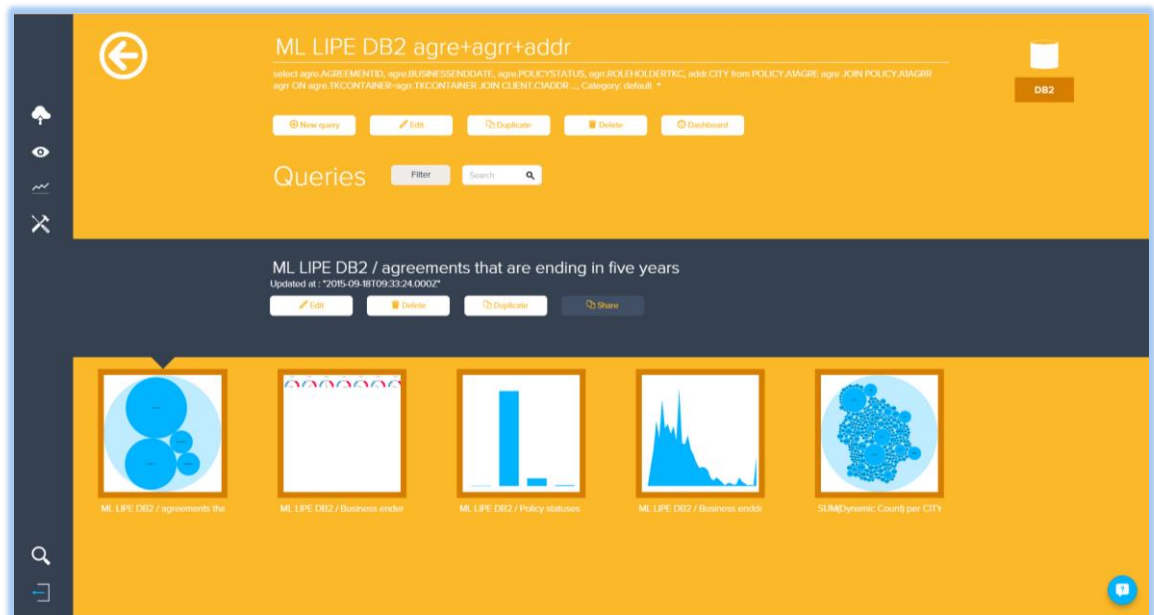 ML LIPE DB2 agre+agrr+addr
select agre.AGREEMENTID, agre.BUSINESSENDDATE, agre.POLICYSTATUS, agrr.ROLEHOLDERTKC, addr.CITY from POLICY.A1AGRE agre JOIN POLICY.A1AGRR
agrr ON agre.TKCONTAINER=agrr.TKCONTAINER JOIN CLIENT.C1ADDR ..., Category: default
DB2
New query
Edit
Duplicate
Delete
Dashboard
Queries
Filter
Search
ML LIPE DB2 / agreements that are ending in five years
Updated at : "2015-09-18T09:33:24.000Z"
Edit
Delete
Duplicate
Share
ML LIPE DB2 / agreements the
ML LIPE DB2 / Business ender
ML LIPE DB2 / Policy statuses
ML LIPE DB2 / Business endd
SUM(Dynamic Count) per CITY